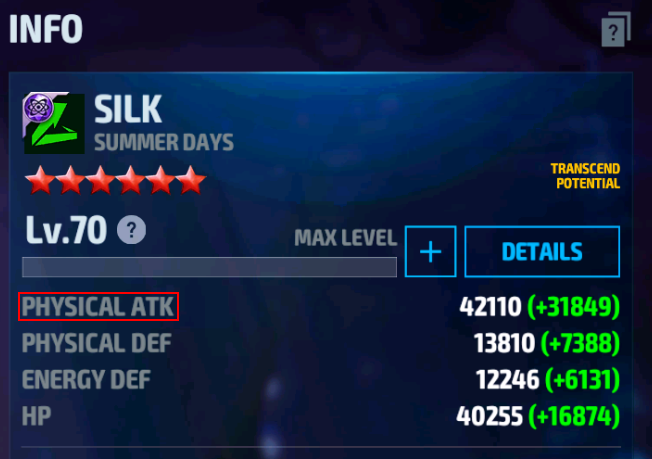 INFO
?
SILK
SUMMER DAYS
TRANSCEND
POTENTIAL
Lv.70 ?
MAX LEVEL + DETAILS
PHYSICAL ATK 42110 (+31849)
PHYSICAL DEF 13810 (+7388)
ENERGY DEF 12246 (+6131)
HP 40255 (+16874)